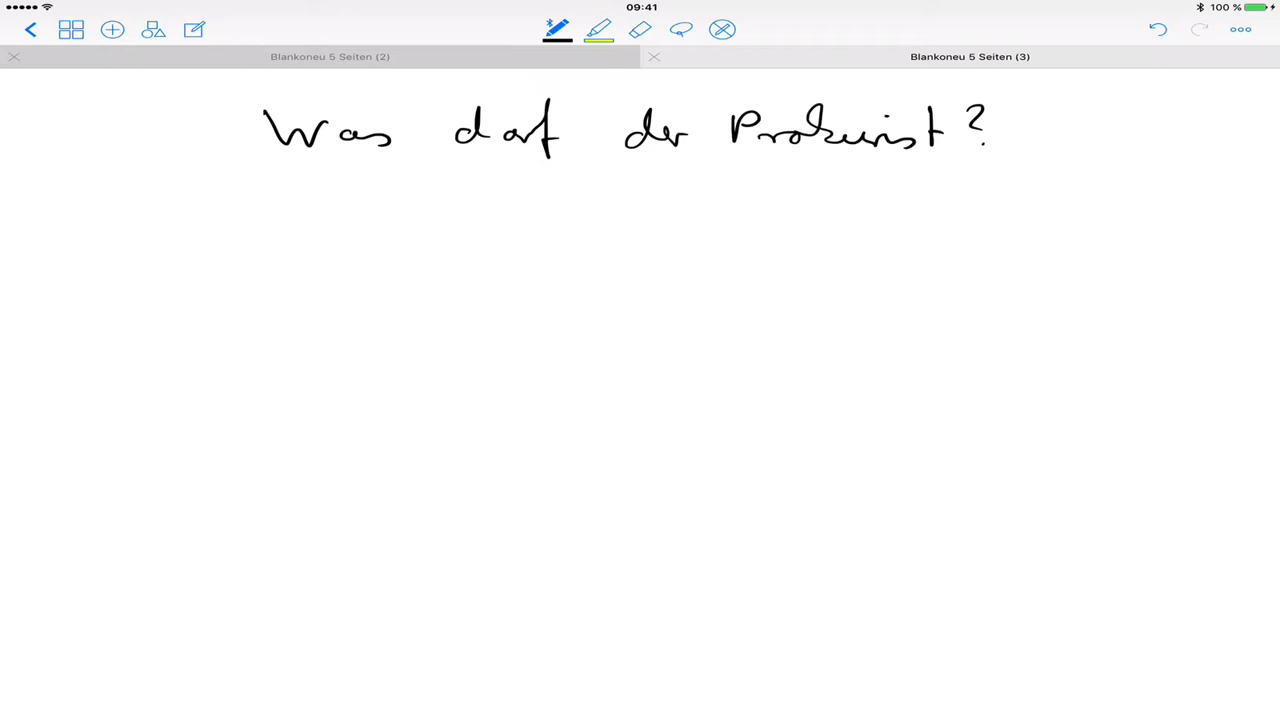 09:41
100 %
Blankoneu 5 Seiten (2)
Blankoneu 5 Seiten (3)
Was darf der Prokurist?